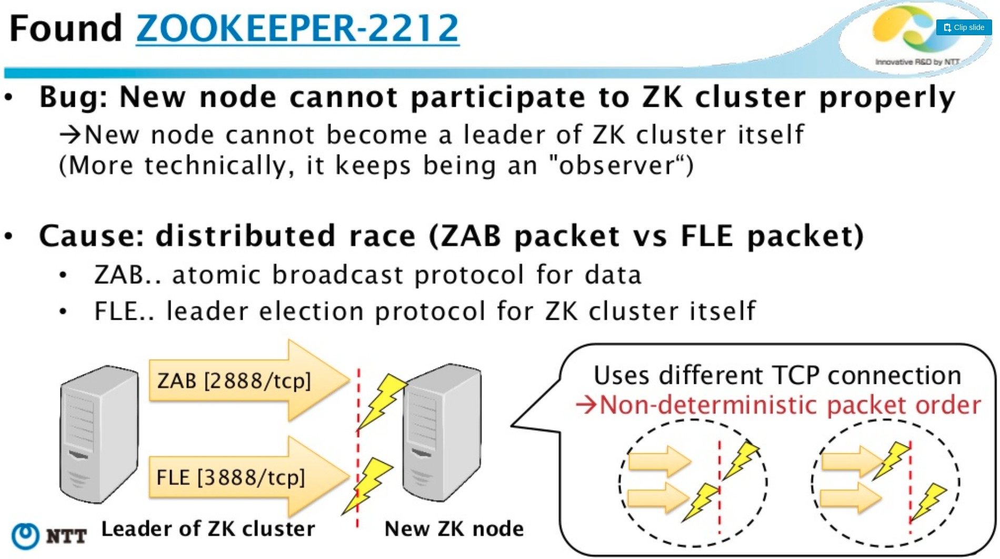 Found ZOOKEEPER-2212
Clip slide
Innovative R&D by NTT
• Bug: New node cannot participate to ZK cluster properly
→New node cannot become a leader of ZK cluster itself
(More technically, it keeps being an "observer“)
• Cause: distributed race (ZAB packet vs FLE packet)
• ZAB.. atomic broadcast protocol for data
• FLE.. leader election protocol for ZK cluster itself
ZAB [2888/tcp]
FLE [3888/tcp]
Leader of ZK cluster
New ZK node
Uses different TCP connection
→Non-deterministic packet order
NTT